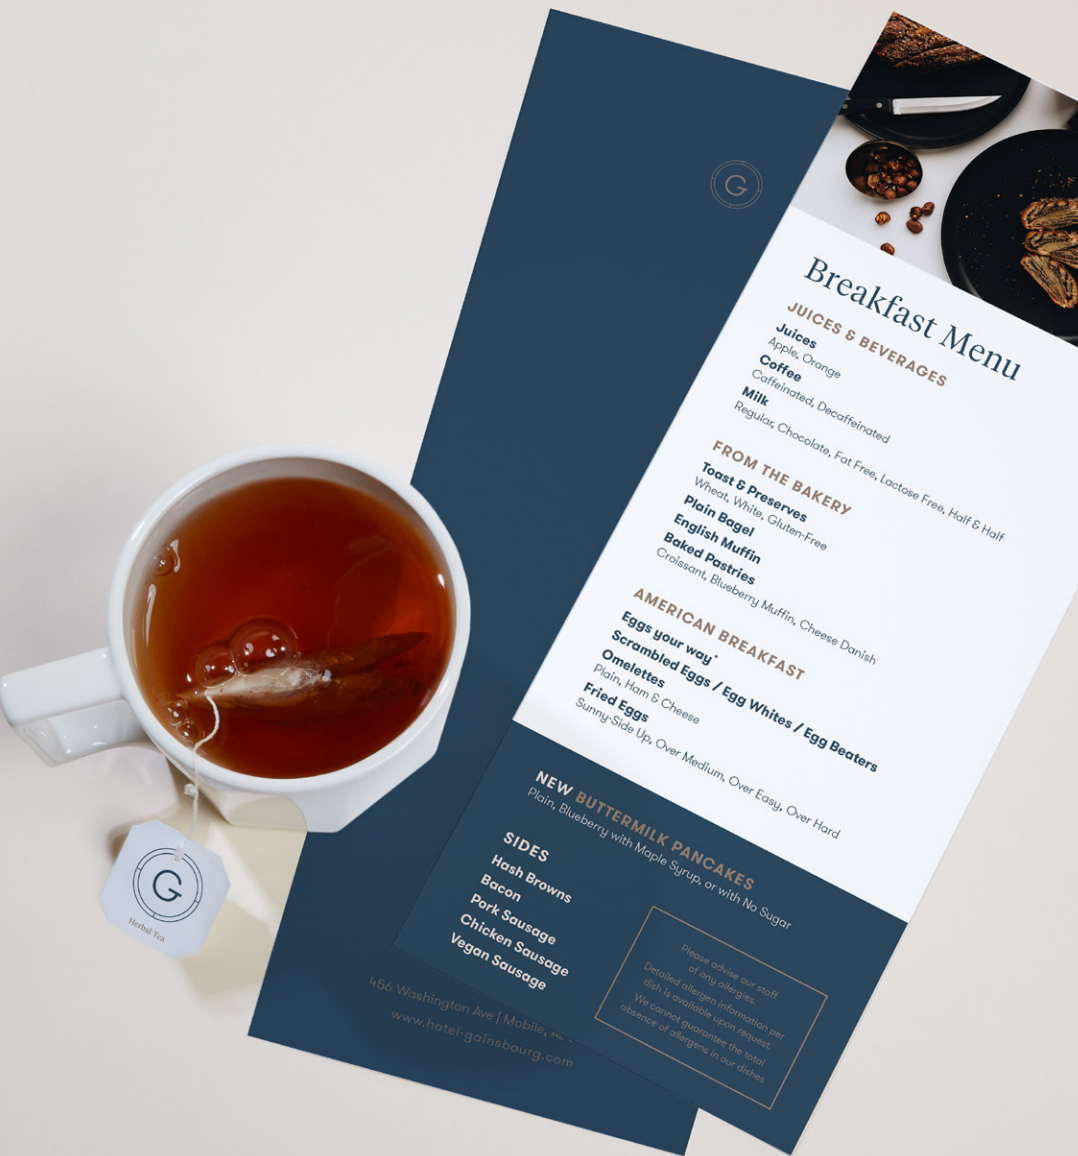 G
Breakfast Menu
JUICES & BEVERAGES
Juices
Apple, Orange
Coffee
Caffeinated, Decaffeinated
Milk
Regular, Chocolate, Fat Free, Lactose Free, Half & Half
FROM THE BAKERY
Toast & Preserves
Wheat, White, Gluten-Free
Plain Bagel
English Muffin
Baked Pastries
Croissant, Blueberry Muffin, Cheese Danish
AMERICAN BREAKFAST
Eggs your way*
Scrambled Eggs / Egg Whites / Egg Beaters
Omelettes
Plain, Ham & Cheese
Fried Eggs
Sunny-Side Up, Over Medium, Over Easy, Over Hard
NEW BUTTERMILK PANCAKES
Plain, Blueberry with Maple Syrup, or with No Sugar
SIDES
Hash Browns
Bacon
Pork Sausage
Chicken Sausage
Vegan Sausage
Please advise our staff
of any allergies.
Detailed allergen information per
dish is available upon request.
We cannot guarantee the total
absence of allergens in our dishes
456 Washington Ave | Mobile,
www.hotel-gainsbourg.com
G
Herbal Tea